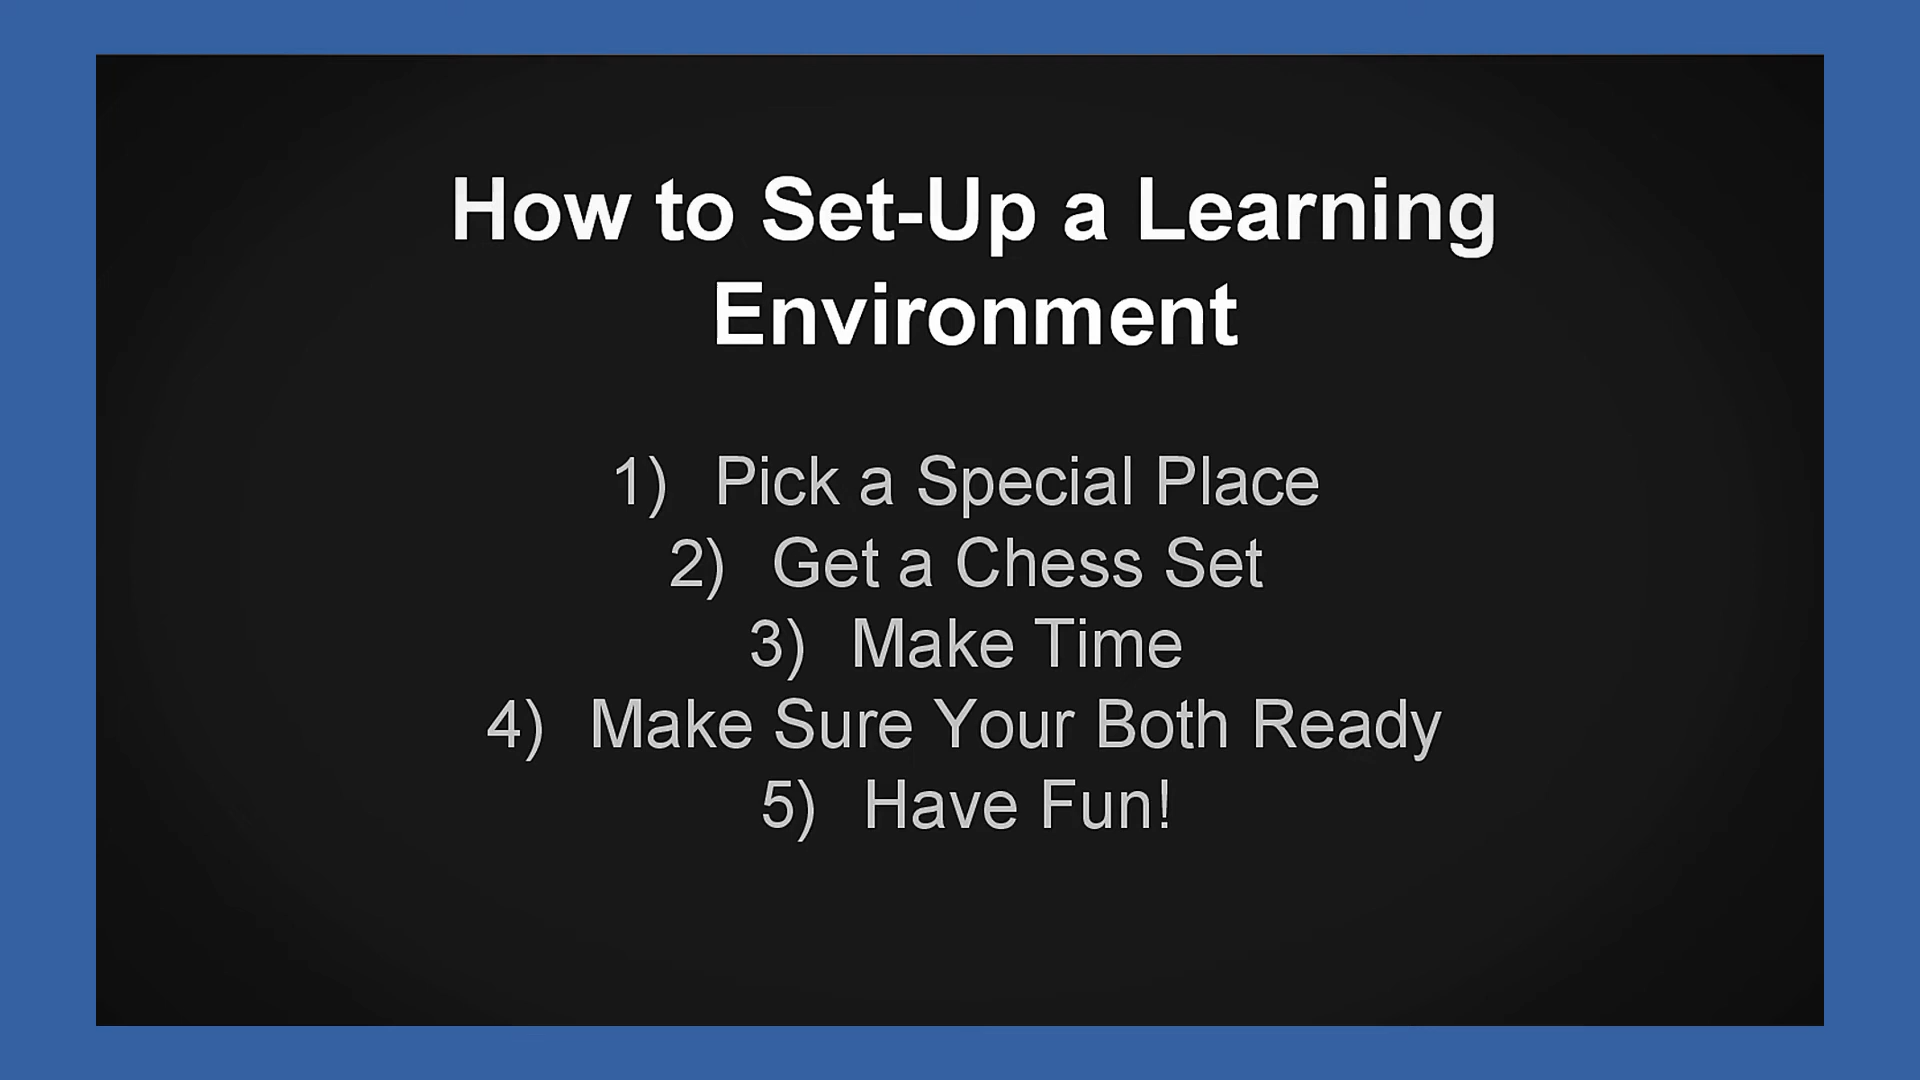 How to Set-Up a Learning
Environment
1) Pick a Special Place
2) Get a Chess Set
3) Make Time
4) Make Sure Your Both Ready
5) Have Fun!